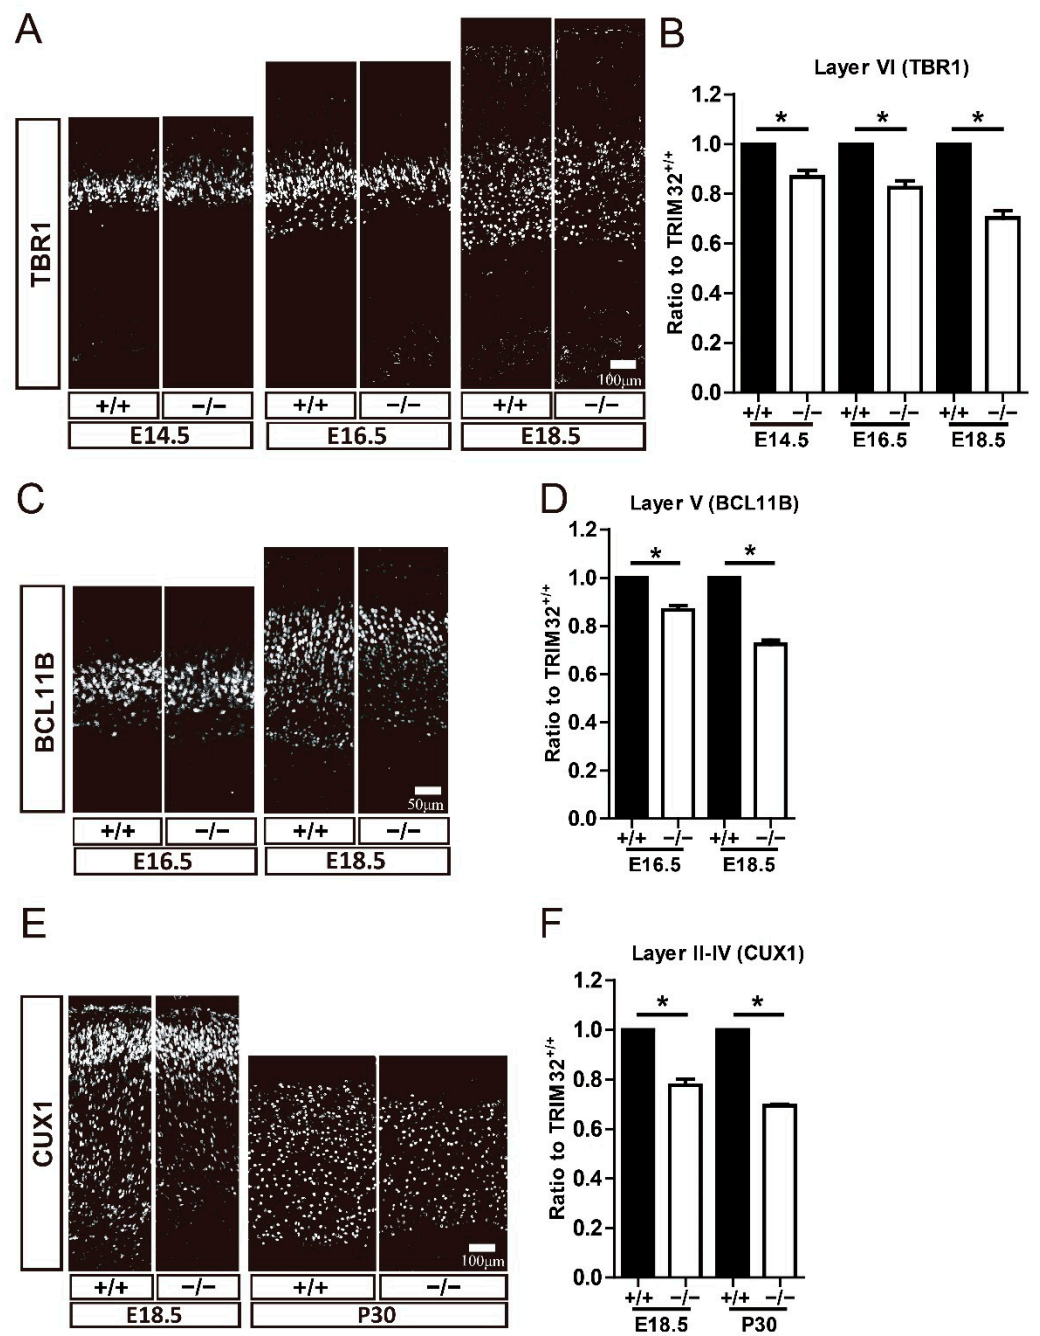 A
TBR1
100μm
+/+ −/− +/+ −/− +/+ −/−
E14.5 E16.5 E18.5
B
Layer VI (TBR1)
Ratio to TRIM32+/+
1.2
1.0
0.8
0.6
0.4
0.2
0.0
* * *
+/+ −/− +/+ −/− +/+ −/−
E14.5 E16.5 E18.5
C
BCL11B
50μm
+/+ −/− +/+ −/−
E16.5 E18.5
D
Layer V (BCL11B)
Ratio to TRIM32+/+
1.2
1.0
0.8
0.6
0.4
0.2
0.0
* *
+/+ −/− +/+ −/−
E16.5 E18.5
E
CUX1
100μm
+/+ −/− +/+ −/−
E18.5 P30
F
Layer II-IV (CUX1)
Ratio to TRIM32+/+
1.2
1.0
0.8
0.6
0.4
0.2
0.0
* *
+/+ −/− +/+ −/−
E18.5 P30